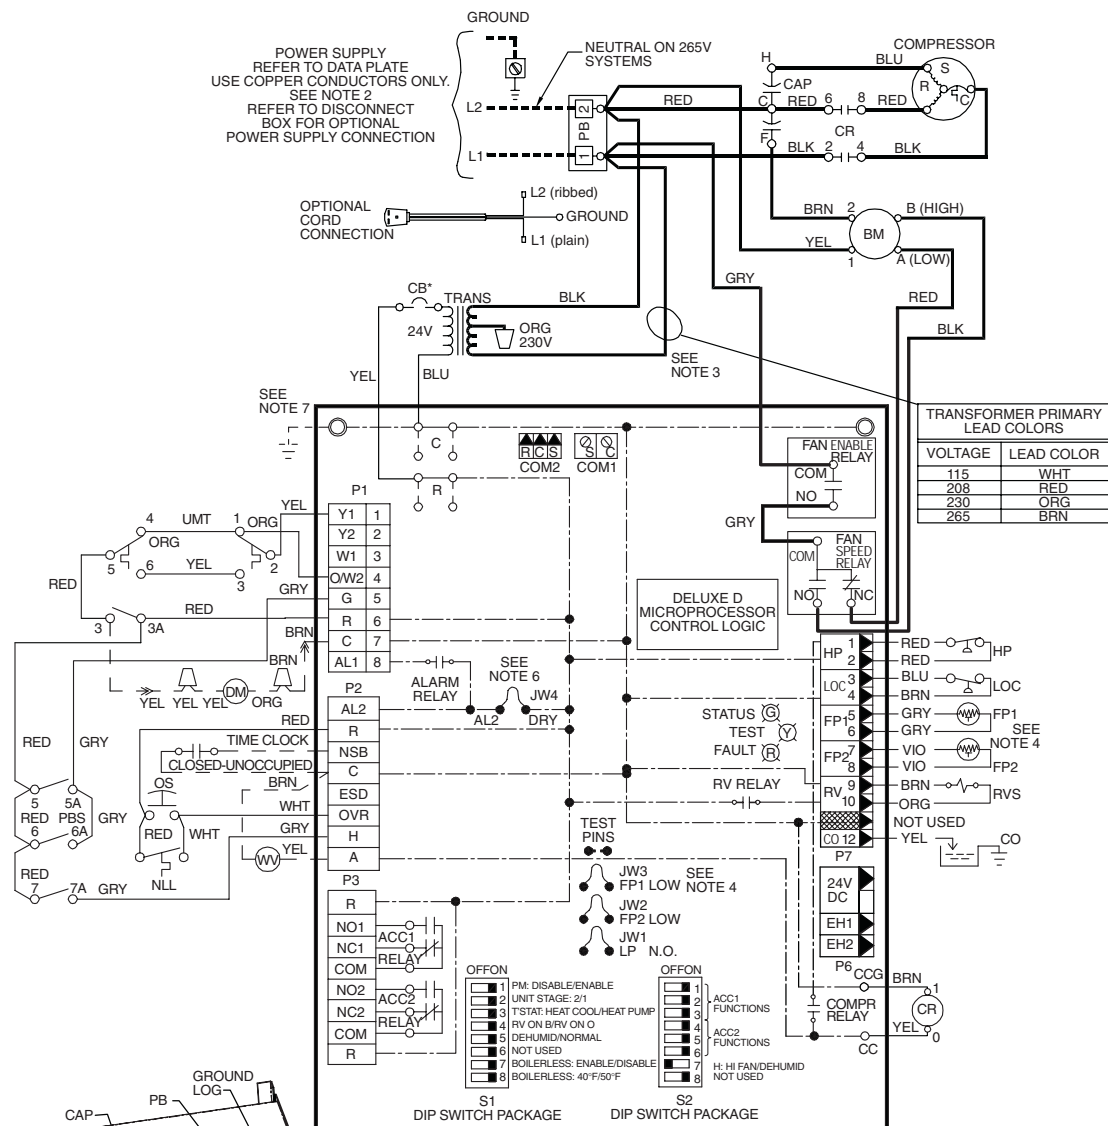 GROUND
POWER SUPPLY
REFER TO DATA PLATE
USE COPPER CONDUCTORS ONLY.
SEE NOTE 2
REFER TO DISCONNECT
BOX FOR OPTIONAL
POWER SUPPLY CONNECTION
L2
L1
NEUTRAL ON 265V
SYSTEMS
PB
2
1
RED
H
CAP
C
F
BLU
COMPRESSOR
S
R
C
RED 6 8 RED
CR
BLK 2 4 BLK
OPTIONAL
CORD
CONNECTION
L2 (ribbed)
GROUND
L1 (plain)
BRN 2
YEL
1
BM
B (HIGH)
A (LOW)
GRY
RED
BLK
CB*
TRANS
24V
BLK
ORG
230V
YEL
BLU
SEE
NOTE 3
SEE
NOTE 7
TRANSFORMER PRIMARY
LEAD COLORS
VOLTAGE LEAD COLOR
115 WHT
208 RED
230 ORG
265 BRN
C
R
R C S
COM2
S C
COM1
FAN ENABLE
RELAY
COM
NO
GRY
FAN
SPEED
RELAY
COM
NO
NC
DELUXE D
MICROPROCESSOR
CONTROL LOGIC
P1
Y1 1
Y2 2
W1 3
O/W2 4
G 5
R 6
C 7
AL1 8
YEL
4 UMT 1 ORG
ORG
5 6 YEL 3 2
RED
GRY
3 3A RED
BRN
BRN
YEL YEL YEL DM ORG
ALARM
RELAY
SEE
NOTE 6
JW4
AL2 DRY
P2
AL2
R
NSB
C
ESD
OVR
H
A
RED
TIME CLOCK
CLOSED-UNOCCUPIED
BRN
OS
WHT
GRY
YEL
WV
RED WHT
NLL
RED GRY
5 5A
RED PBS
6 6A
GRY
RED
7 7A GRY
P3
R
NO1
NC1
COM
NO2
NC2
COM
R
ACC1
RELAY
ACC2
RELAY
STATUS G
TEST Y
FAULT R
RV RELAY
TEST
PINS
JW3
FP1 LOW
SEE
NOTE 4
JW2
FP2 LOW
JW1
LP N.O.
HP 1 RED
2 RED HP
LOC 3 BLU
4 BRN LOC
FP1 5 GRY FP1
6 GRY
SEE
NOTE 4
FP2 7 VIO
8 VIO FP2
RV 9 BRN
10 ORG RVS
NOT USED
CO 12 YEL CO
P7
24V
DC
EH1
EH2
P6
CCG
BRN
1
CR
COMPR
RELAY
YEL
0
CC
OFFON
1 PM: DISABLE/ENABLE
2 UNIT STAGE: 2/1
3 T'STAT: HEAT COOL/HEAT PUMP
4 RV ON B/RV ON O
5 DEHUMID/NORMAL
6 NOT USED
7 BOILERLESS: ENABLE/DISABLE
8 BOILERLESS: 40°F/50°F
S1
DIP SWITCH PACKAGE
OFFON
1
2
3
ACC1
FUNCTIONS
4
5
6
ACC2
FUNCTIONS
7 H: HI FAN/DEHUMID
8 NOT USED
S2
DIP SWITCH PACKAGE
CAP
PB
GROUND
LOG